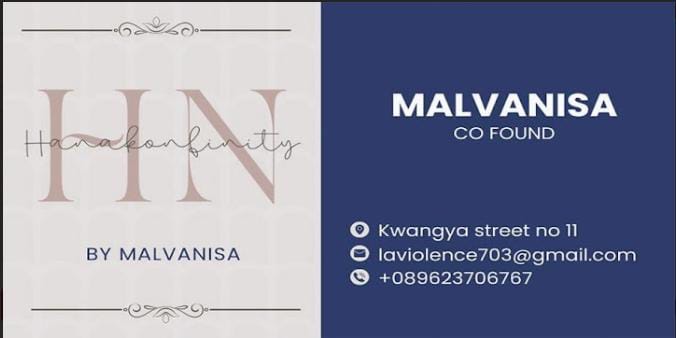 HN
Hanakonfinity
BY MALVANISA
MALVANISA
CO FOUND
Kwangya street no 11
laviolence703@gmail.com
+089623706767